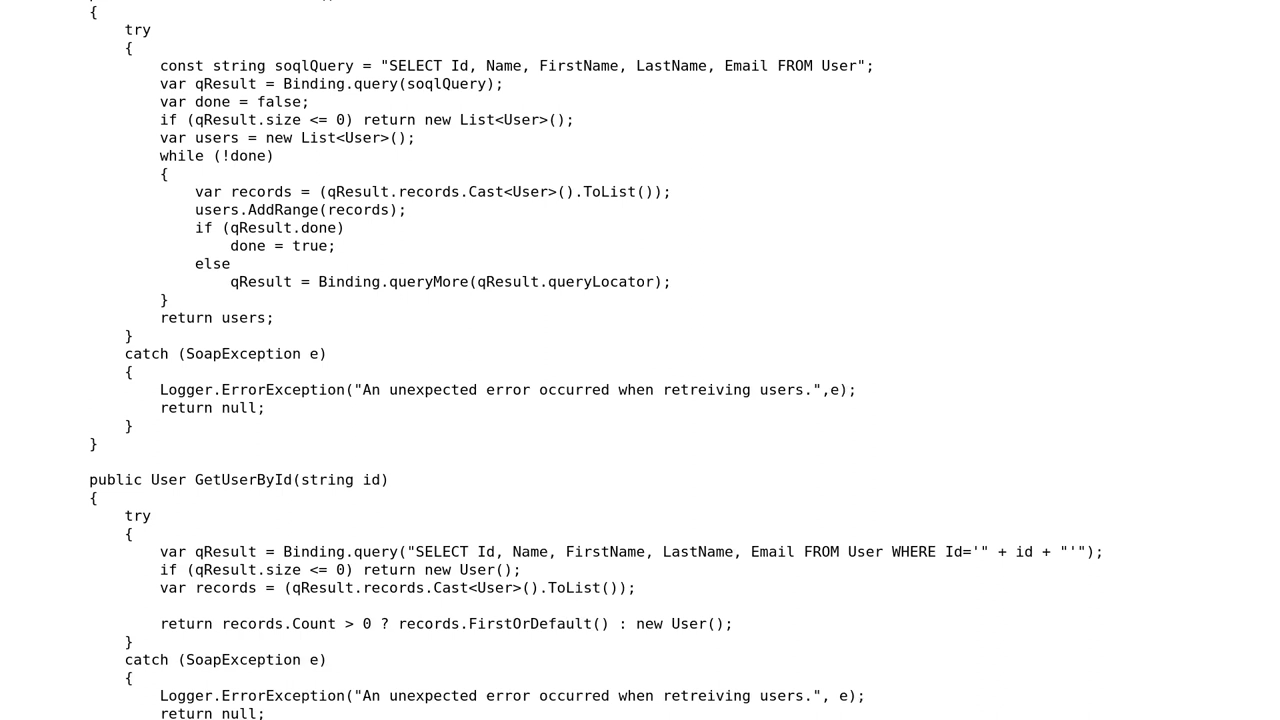 {
try
{
const string soqlQuery = "SELECT Id, Name, FirstName, LastName, Email FROM User";
var qResult = Binding.query(soqlQuery);
var done = false;
if (qResult.size <= 0) return new List<User>();
var users = new List<User>();
while (!done)
{
var records = (qResult.records.Cast<User>().ToList());
users.AddRange(records);
if (qResult.done)
done = true;
else
qResult = Binding.queryMore(qResult.queryLocator);
}
return users;
}
catch (SoapException e)
{
Logger.ErrorException("An unexpected error occurred when retreiving users.",e);
return null;
}
}
public User GetUserById(string id)
{
try
{
var qResult = Binding.query("SELECT Id, Name, FirstName, LastName, Email FROM User WHERE Id='" + id + "'");
if (qResult.size <= 0) return new User();
var records = (qResult.records.Cast<User>().ToList());
return records.Count > 0 ? records.FirstOrDefault() : new User();
}
catch (SoapException e)
{
Logger.ErrorException("An unexpected error occurred when retreiving users.", e);
return null;